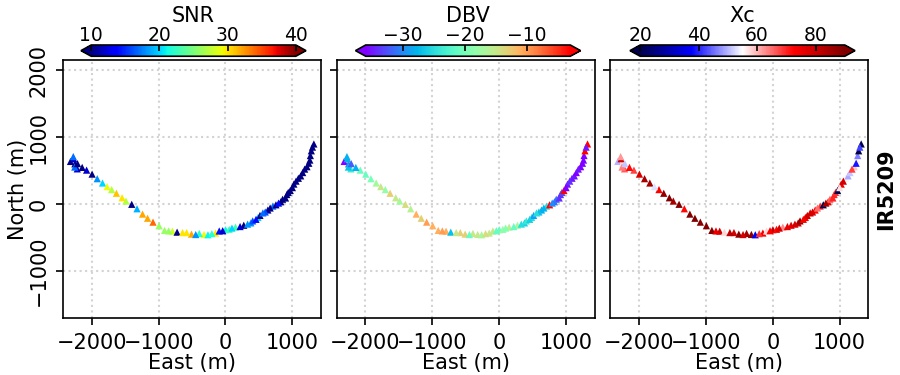 SNR DBV Xc
10 20 30 40 −30 −20 −10 20 40 60 80
2000
1000
0
−1000
North (m)
IR5209
−2000 −1000 0 1000 −2000 −1000 0 1000 −2000 −1000 0 1000
East (m) East (m) East (m)